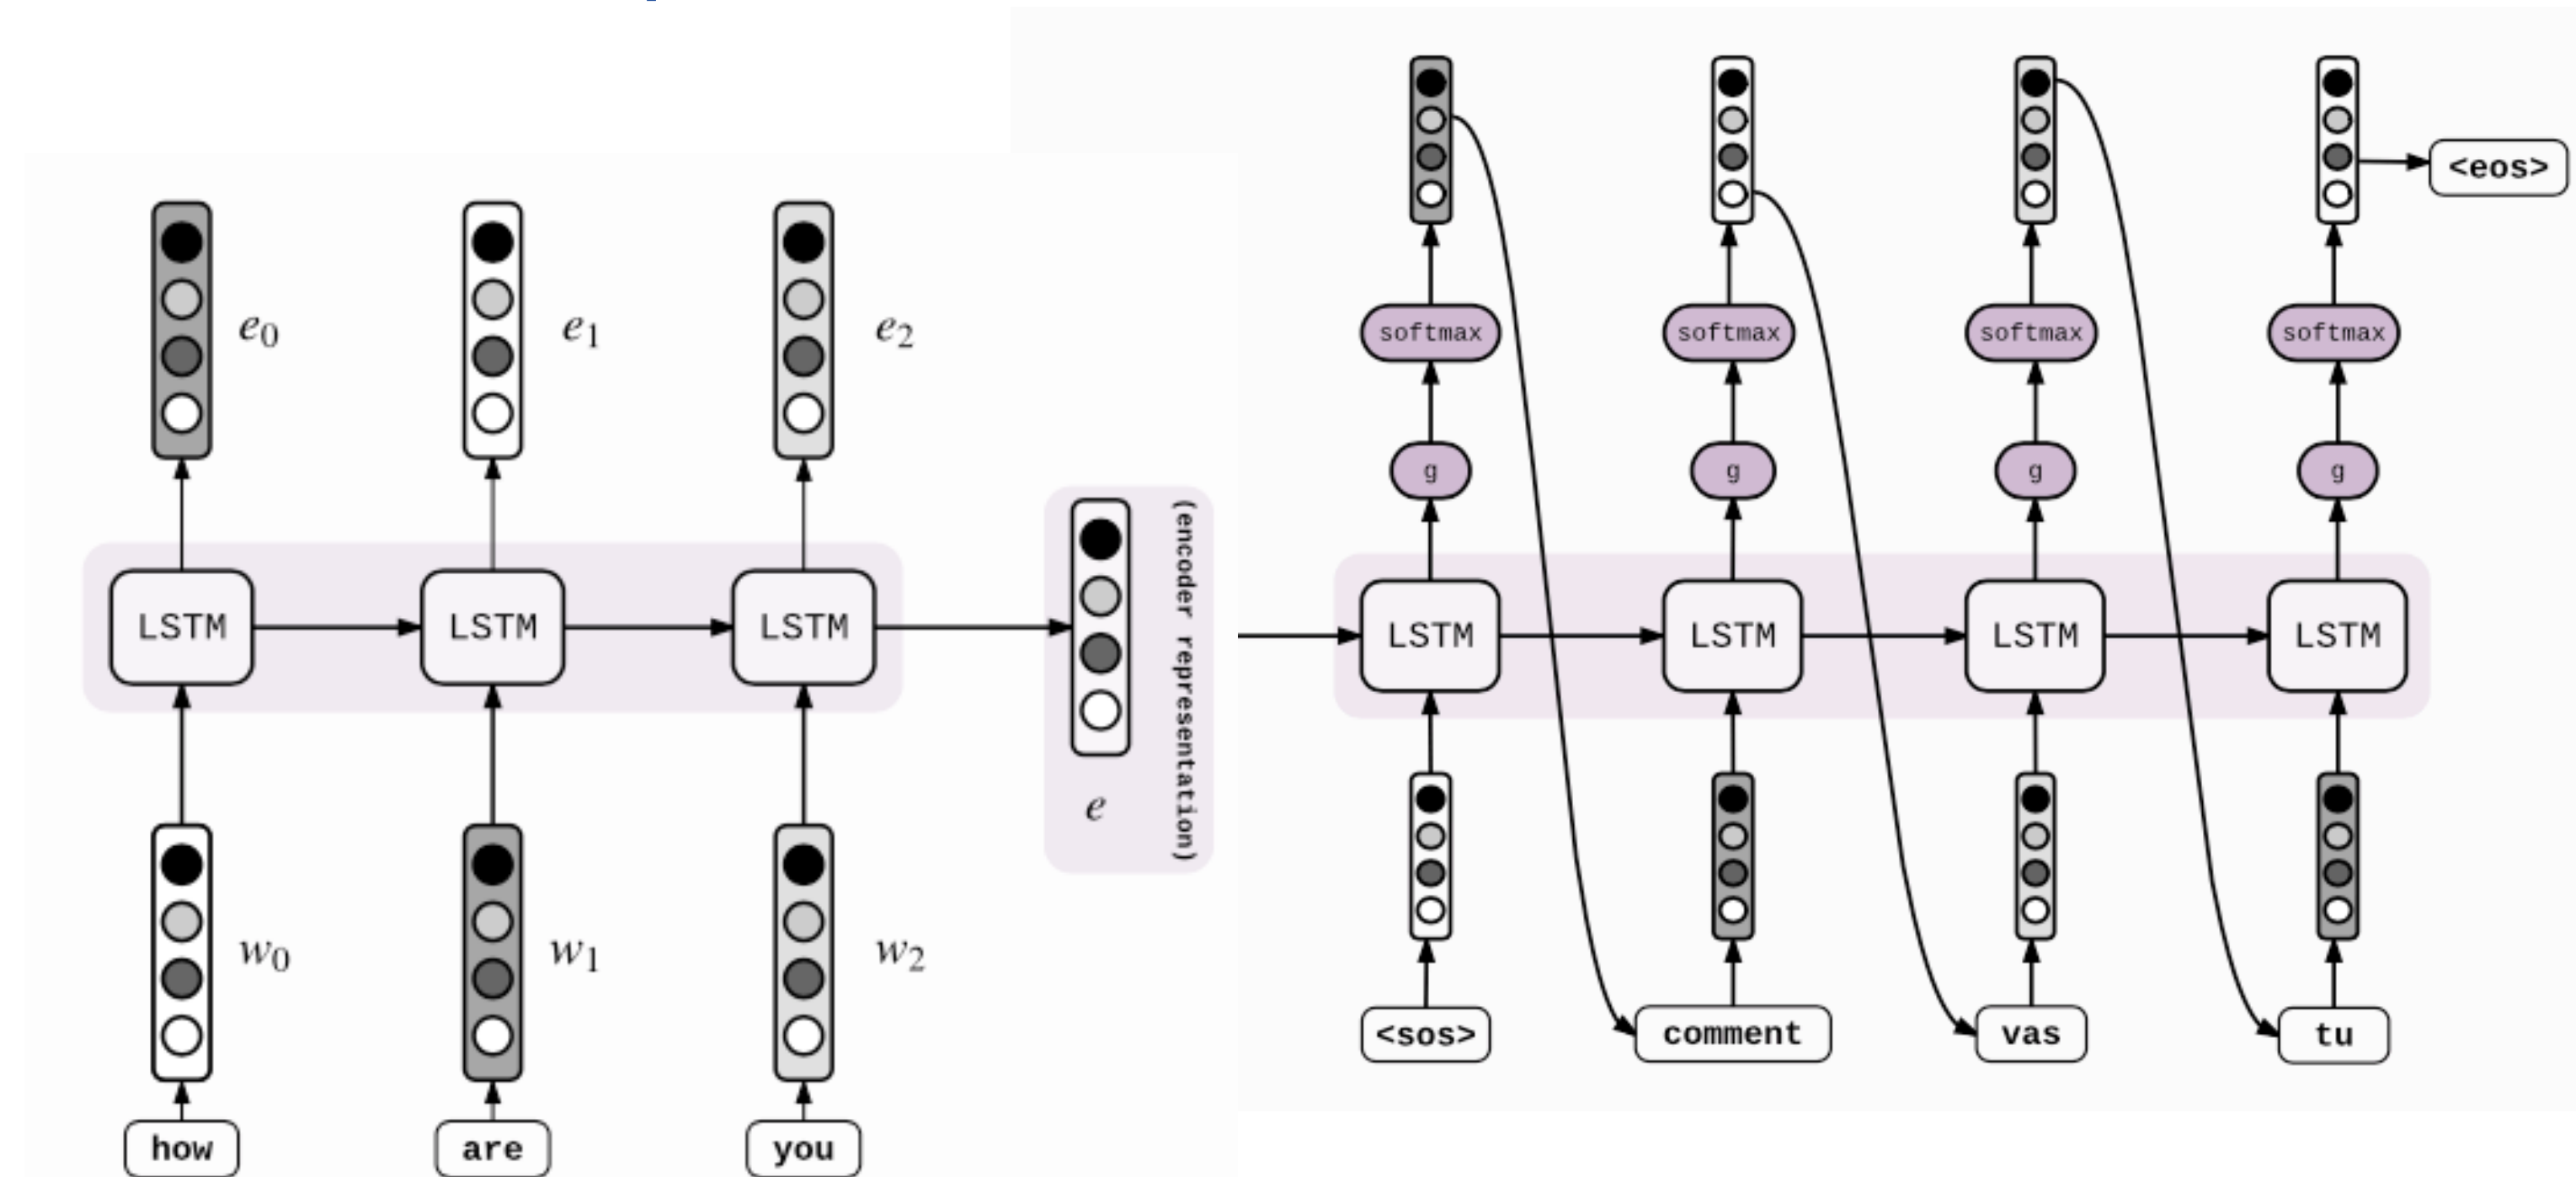 softmax softmax softmax softmax
<eos>
e0 e1 e2
g g g g
LSTM LSTM LSTM
(encoder representation)
e
LSTM LSTM LSTM LSTM
w0 w1 w2
<sos> comment vas tu
how are you